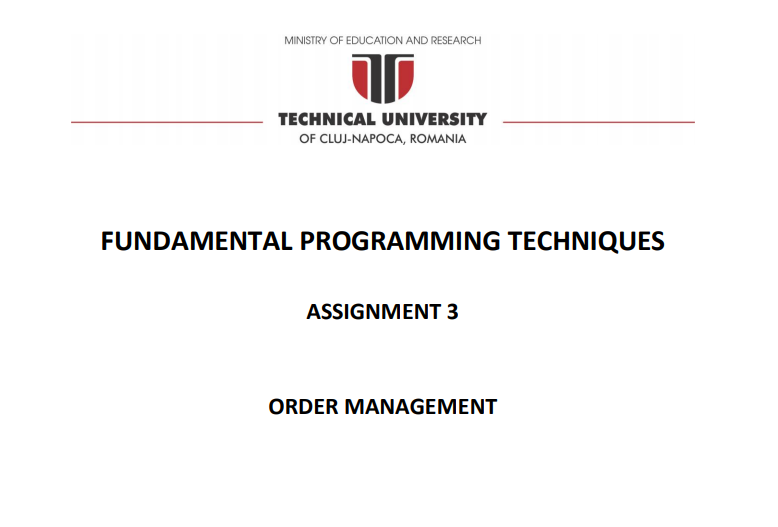 MINISTRY OF EDUCATION AND RESEARCH
TECHNICAL UNIVERSITY
OF CLUJ-NAPOCA, ROMANIA
FUNDAMENTAL PROGRAMMING TECHNIQUES
ASSIGNMENT 3
ORDER MANAGEMENT